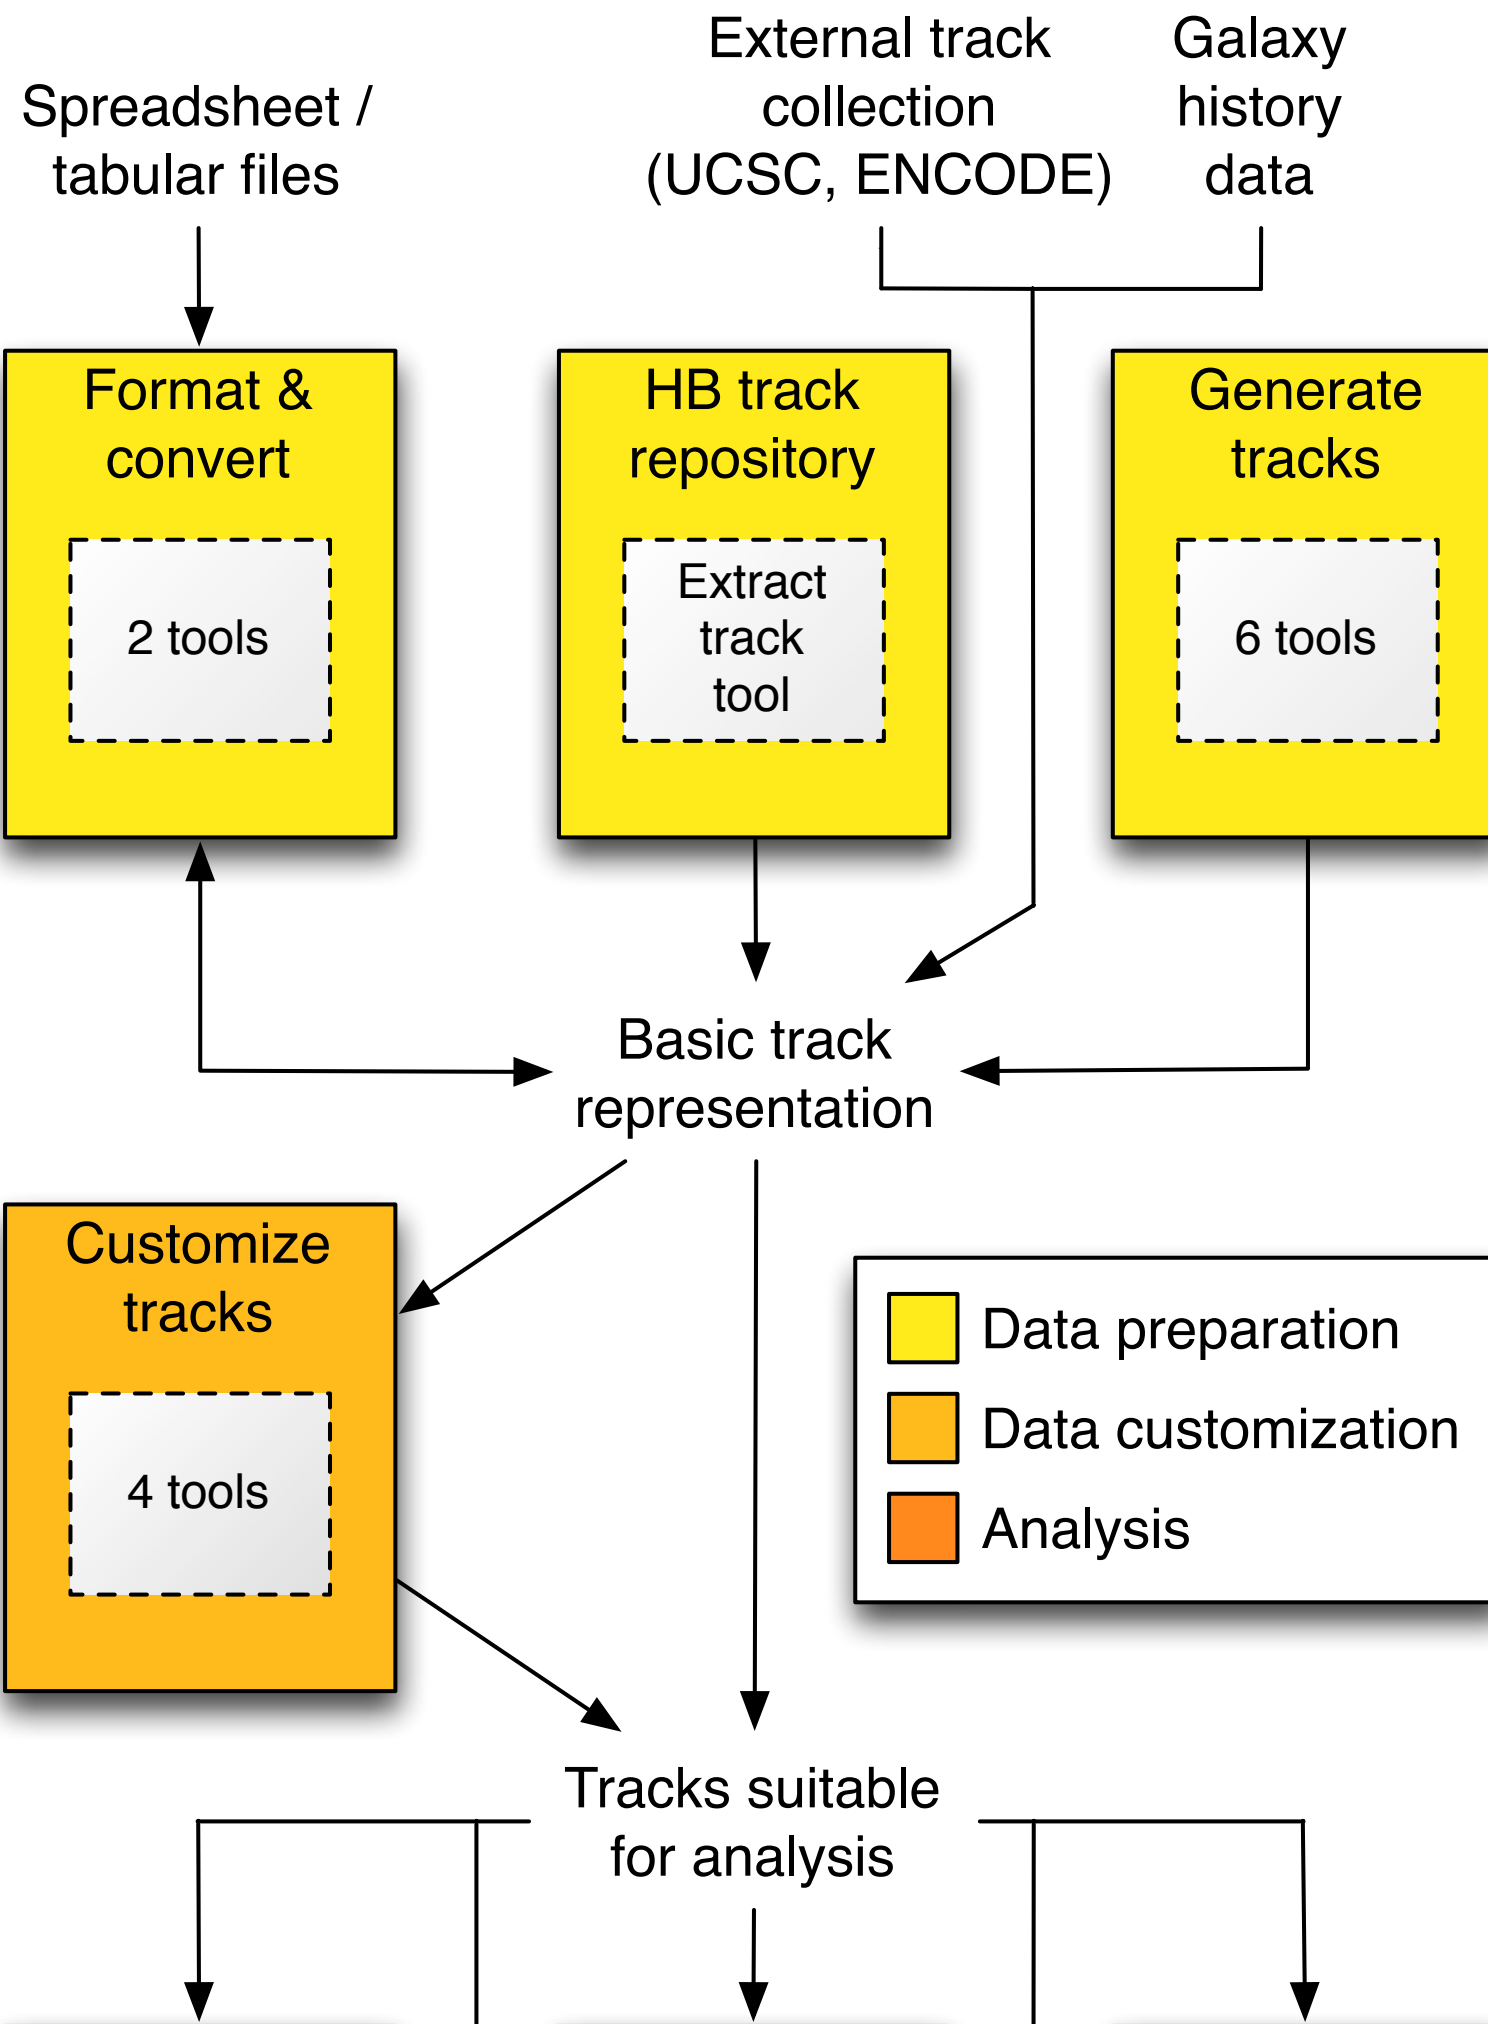 Spreadsheet /
tabular files
External track
collection
(UCSC, ENCODE)
Galaxy
history
data
Format &
convert
2 tools
HB track
repository
Extract
track
tool
Generate
tracks
6 tools
Basic track
representation
Customize
tracks
4 tools
Data preparation
Data customization
Analysis
Tracks suitable
for analysis